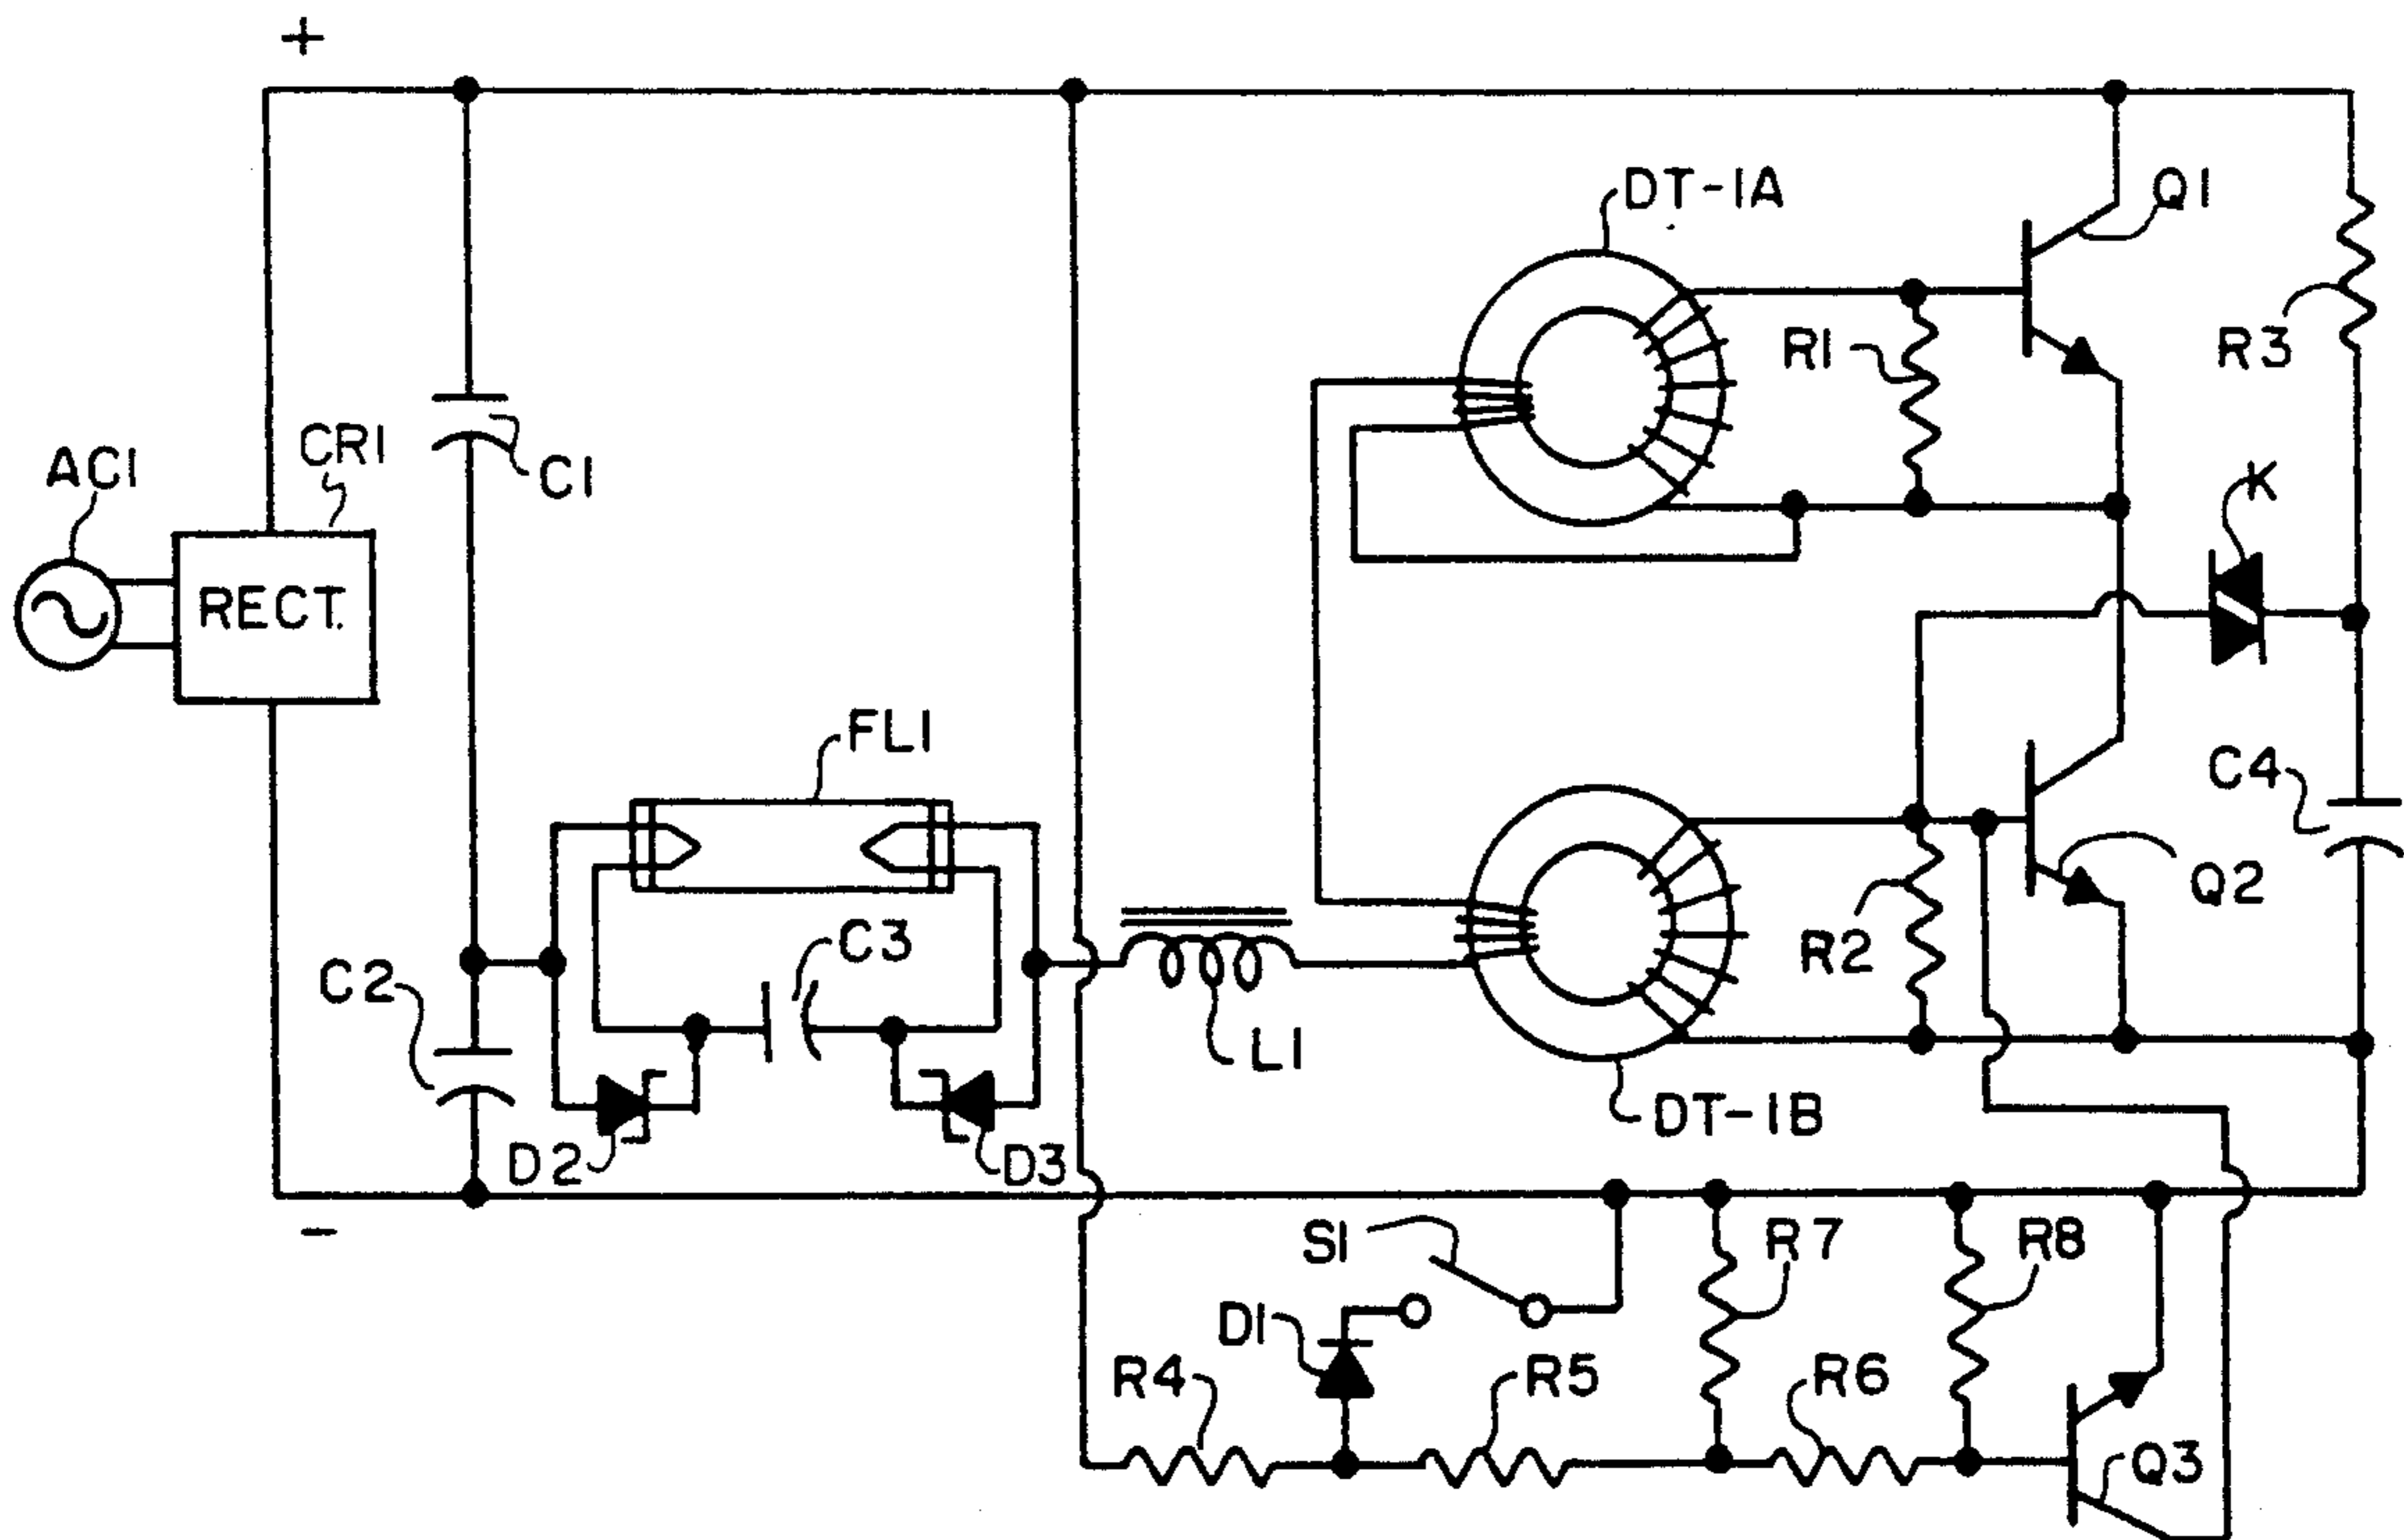 +
DT-1A
Q1
R1
R3
CR1
AC1
C1
K
RECT.
FL1
C4
Q2
C3
R2
C2
L1
DT-1B
D2
D3
-
S1
R7
R8
D1
R4
R5
R6
Q3